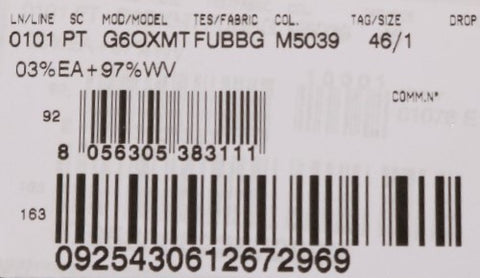 LN/LINE SC MOD/MODEL TES/FABRIC COL. TAG/SIZE DROP
0101 PT G6OXMT FUBBG M5039 46/1
03%EA+97%WV
COMM.N°
92
8 056305 383111
163
0925430612672969